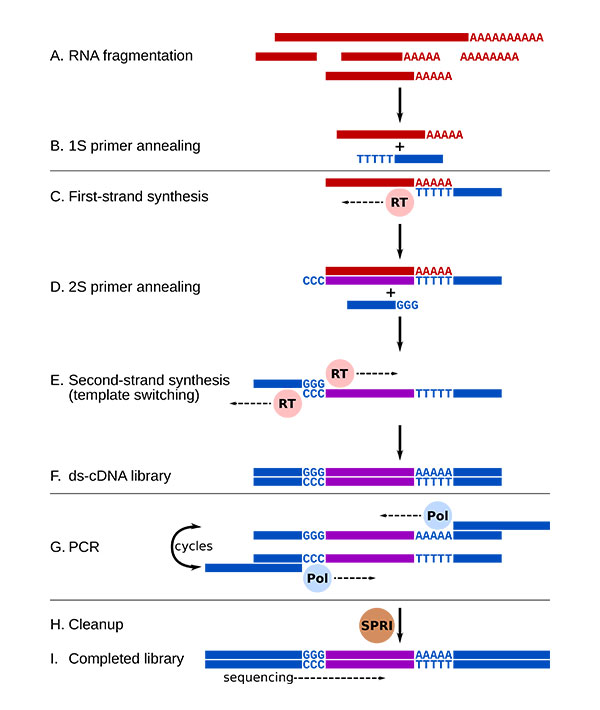 AAAAAAAAAA
A. RNA fragmentation
AAAAA AAAAAAAA
AAAAA
AAAAA
B. 1S primer annealing
+
TTTTT
AAAAA
C. First-strand synthesis
TTTTT
RT
AAAAA
D. 2S primer annealing
CCC TTTTT
+
GGG
RT
E. Second-strand synthesis
(template switching)
GGG
CCC TTTTT
RT
F. ds-cDNA library
GGG AAAAA
CCC TTTTT
Pol
GGG AAAAA
G. PCR
cycles
CCC TTTTT
Pol
H. Cleanup
SPRI
I. Completed library
GGG AAAAA
CCC TTTTT
sequencing